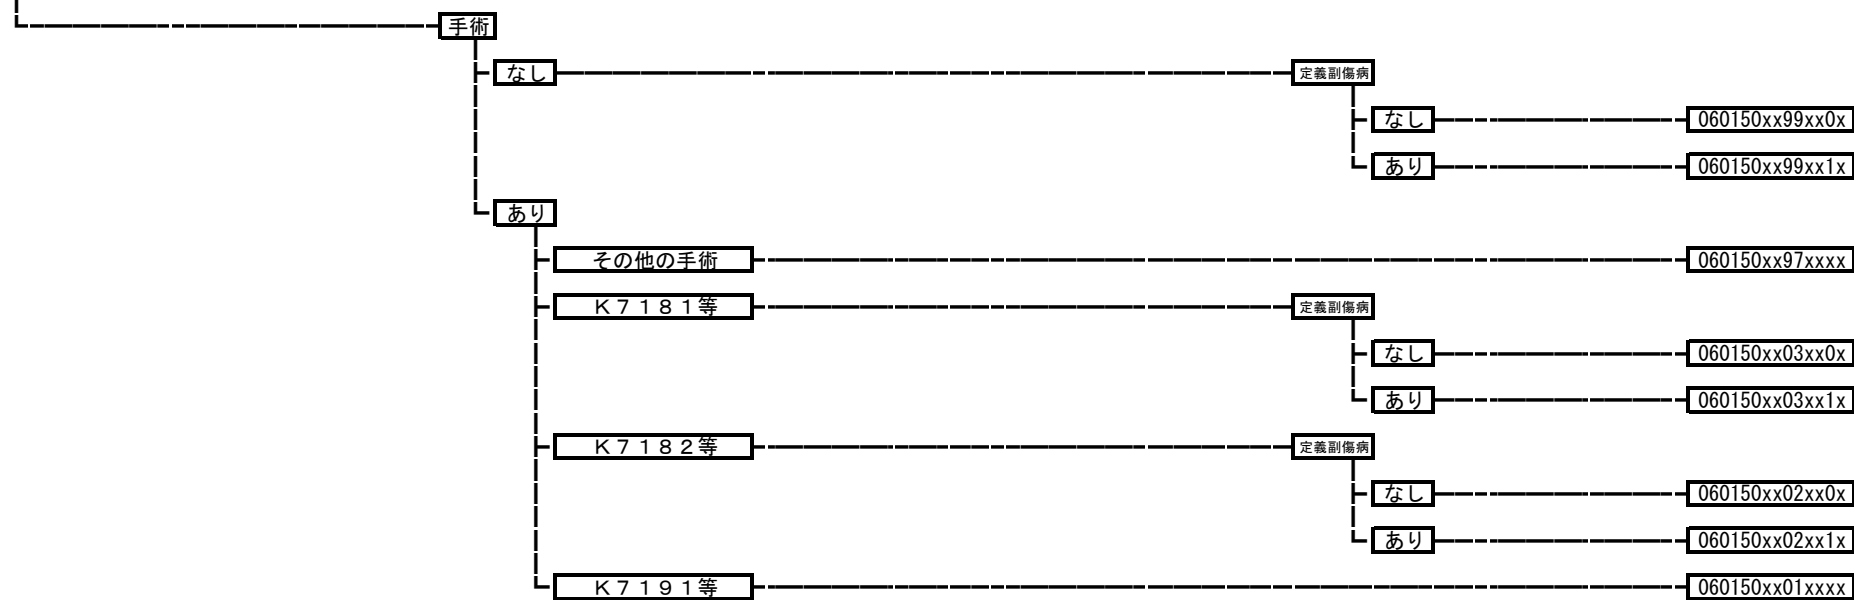 手術
なし
定義副傷病
なし
060150xx99xx0x
あり
060150xx99xx1x
あり
その他の手術
060150xx97xxxx
Ｋ７１８１等
定義副傷病
なし
060150xx03xx0x
あり
060150xx03xx1x
Ｋ７１８２等
定義副傷病
なし
060150xx02xx0x
あり
060150xx02xx1x
Ｋ７１９１等
060150xx01xxxx